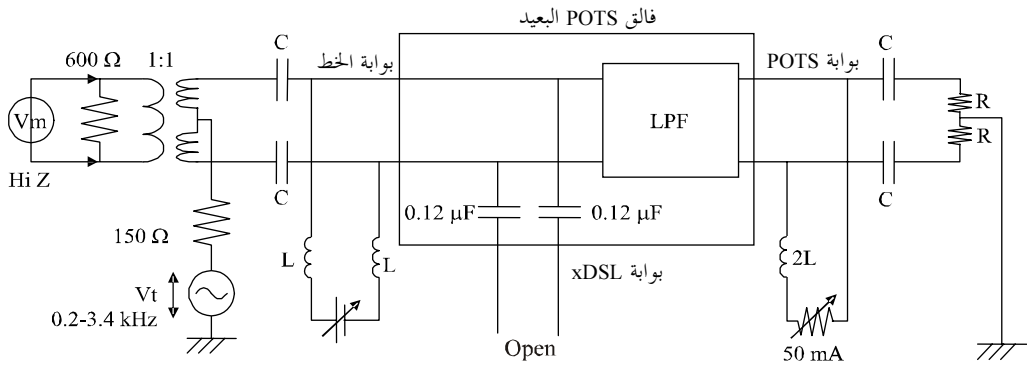 فالق POTS البعيد
600 Ω
1:1
C
بوابة الخط
بوابة POTS
C
Vm
LPF
R
R
Hi Z
C
C
0.12 µF
0.12 µF
150 Ω
L
L
2L
بوابة xDSL
Vt
0.2-3.4 kHz
Open
50 mA